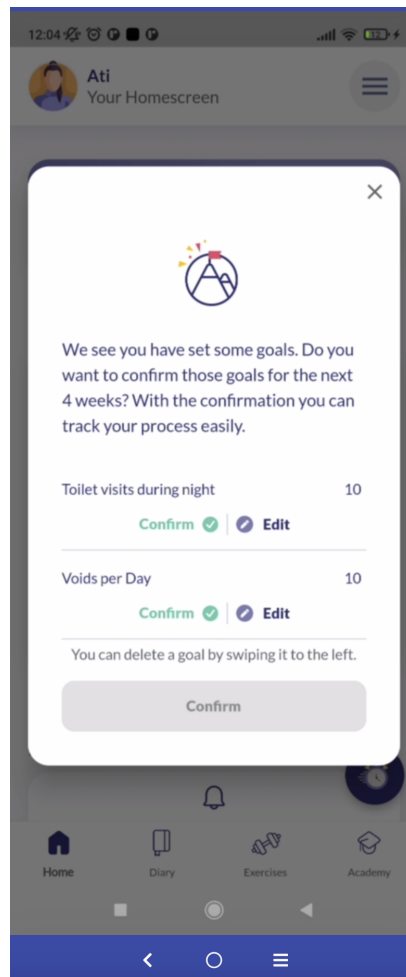 12:04
32
Ati
Your Homescreen
We see you have set some goals. Do you
want to confirm those goals for the next
4 weeks? With the confirmation you can
track your process easily.
Toilet visits during night 10
Confirm Edit
Voids per Day 10
Confirm Edit
You can delete a goal by swiping it to the left.
Confirm
Home Diary Exercises Academy